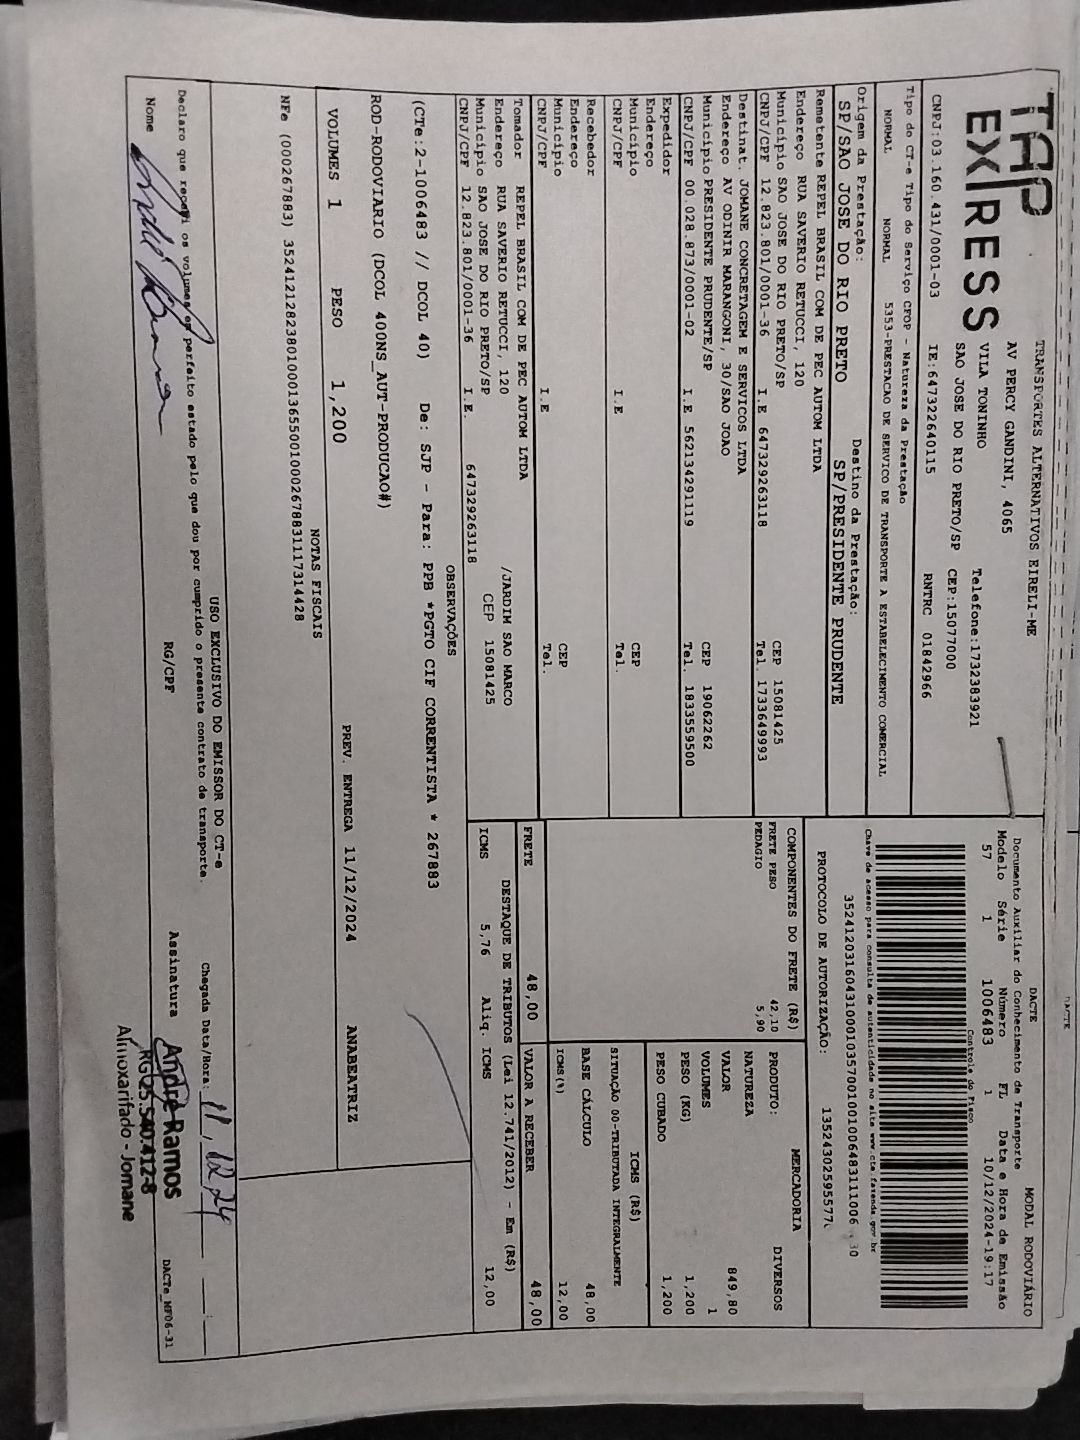 DACTE
TAP
EXPRESS
TRANSPORTES ALTERNATIVOS EIRELI-ME
AV PERCY GANDINI, 4065
VILA TONINHO Telefone:1732383921
SAO JOSE DO RIO PRETO/SP CEP:15077000
CNPJ:03.160.431/0001-03 IE:647322640115 RNTRC 01842966
DACTE MODAL RODOVIÁRIO
Documento Auxiliar do Conhecimento de Transporte
Modelo Série Número FL Data e Hora de Emissão
57 1 1006483 1 10/12/2024-19:17
Controle do Fisco
Chave de acesso para consulta de autenticidade no site www.cte.fazenda.gov.br
PROTOCOLO DE AUTORIZAÇÃO:
Tipo do CT-e Tipo do Serviço CFOP - Natureza da Prestação
NORMAL NORMAL 5353-PRESTACAO DE SERVICO DE TRANSPORTE A ESTABELECIMENTO COMERCIAL
Origem da Prestação: Destino da Prestação:
SP/SAO JOSE DO RIO PRETO SP/PRESIDENTE PRUDENTE
Remetente REPEL BRASIL COM DE PEC AUTOM LTDA
Endereço RUA SAVERIO RETUCCI, 120
Município SAO JOSE DO RIO PRETO/SP CEP 15081425
CNPJ/CPF 12.823.801/0001-36 I.E 647329263118 Tel. 1733649993
Destinat. JOMANE CONCRETAGEM E SERVICOS LTDA
Endereço AV ODINIR MARANGONI, 30/SAO JOAO
Município PRESIDENTE PRUDENTE/SP CEP 19062262
CNPJ/CPF 00.028.873/0001-02 I.E 562134291119 Tel. 1833559500
Expedidor
Endereço
Município CEP
CNPJ/CPF I.E Tel.
Recebedor
Endereço
Município CEP
CNPJ/CPF I.E Tel.
Tomador REPEL BRASIL COM DE PEC AUTOM LTDA
Endereço RUA SAVERIO RETUCCI, 120 /JARDIM SAO MARCO
Município SAO JOSE DO RIO PRETO/SP CEP 15081425
CNPJ/CPF 12.823.801/0001-36 I.E. 647329263118
COMPONENTES DO FRETE (R$)
FRETE PESO 42,10
PEDAGIO 5,90
MERCADORIA
PRODUTO: DIVERSOS
NATUREZA
VALOR 849,80
VOLUMES 1
PESO (KG) 1,200
PESO CUBADO 1,200
ICMS (R$)
SITUAÇÃO 00-TRIBUTADA INTEGRALMENTE
BASE CÁLCULO 48,00
ICMS(%) 12,00
FRETE 48,00 VALOR A RECEBER 48,00
DESTAQUE DE TRIBUTOS (Lei 12.741/2012) - Em (R$)
ICMS 5,76 Alíq. ICMS 12,00
OBSERVAÇÕES
(CTe:2-1006483 // DCOL 40) De: SJP - Para: PPB *PGTO CIF CORRENTISTA * 267883
ROD-RODOVIARIO (DCOL 400NS_AUT-PRODUCAO#)
VOLUMES 1 PESO 1,200 PREV. ENTREGA 11/12/2024 ANABEATRIZ
NOTAS FISCAIS
NFe (000267883) 35241212823801000136550010002678831117314428
USO EXCLUSIVO DO EMISSOR DO CT-e
Declaro que recebi os volumes em perfeito estado pelo que dou por cumprido o presente contrato de transporte. Chegada Data/Hora: 11,12,24 :
Nome RG/CPF Assinatura
André Ramos
RG: 25.540.412-8
Almoxarifado - Jomane
DACTe_NF06-31